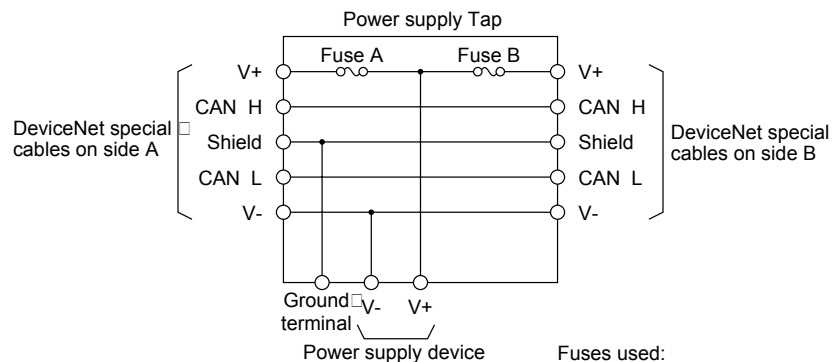 Power supply Tap
Fuse A
Fuse B
V+
V+
CAN H
CAN H
DeviceNet special
cables on side A
Shield
Shield
DeviceNet special
cables on side B
CAN L
CAN L
V-
V-
Ground
terminal
V-
V+
Power supply device
Fuses used: